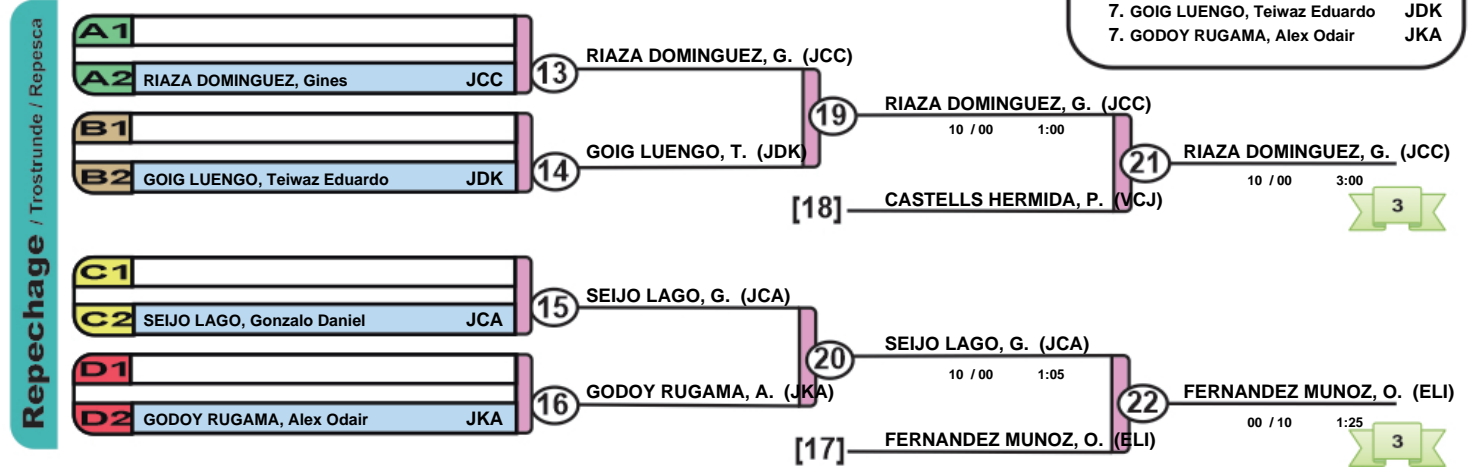 7. GOIG LUENGO, Teiwaz Eduardo JDK
7. GODOY RUGAMA, Alex Odair JKA
Repechage / Trostrunde / Repesca
A1
A2 RIAZA DOMINGUEZ, Gines JCC
13
RIAZA DOMINGUEZ, G. (JCC)
B1
B2 GOIG LUENGO, Teiwaz Eduardo JDK
14
GOIG LUENGO, T. (JDK)
19
RIAZA DOMINGUEZ, G. (JCC)
10 / 00 1:00
[18]
CASTELLS HERMIDA, P. (VCJ)
21
RIAZA DOMINGUEZ, G. (JCC)
10 / 00 3:00
3
C1
C2 SEIJO LAGO, Gonzalo Daniel JCA
15
SEIJO LAGO, G. (JCA)
D1
D2 GODOY RUGAMA, Alex Odair JKA
16
GODOY RUGAMA, A. (JKA)
20
SEIJO LAGO, G. (JCA)
10 / 00 1:05
[17]
FERNANDEZ MUNOZ, O. (ELI)
22
FERNANDEZ MUNOZ, O. (ELI)
00 / 10 1:25
3